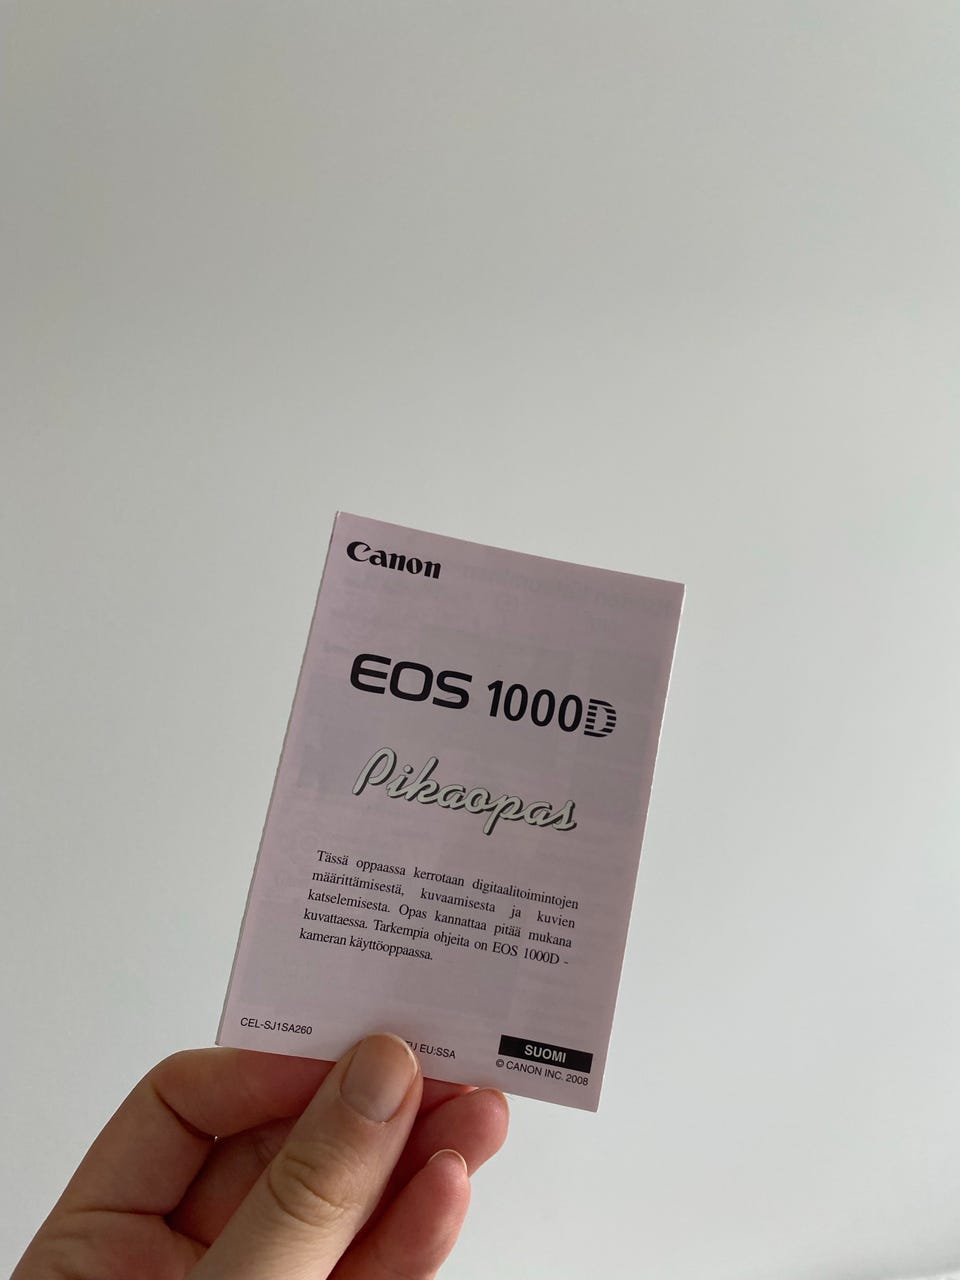 Canon
EOS 1000D
Pikaopas
Tässä oppaassa kerrotaan digitaalitoimintojen
määrittämisestä, kuvaamisesta ja kuvien
katselemisesta. Opas kannattaa pitää mukana
kuvattaessa. Tarkempia ohjeita on EOS 1000D -
kameran käyttöoppaassa.
CEL-SJ1SA260
EU:SSA
SUOMI
© CANON INC. 2008